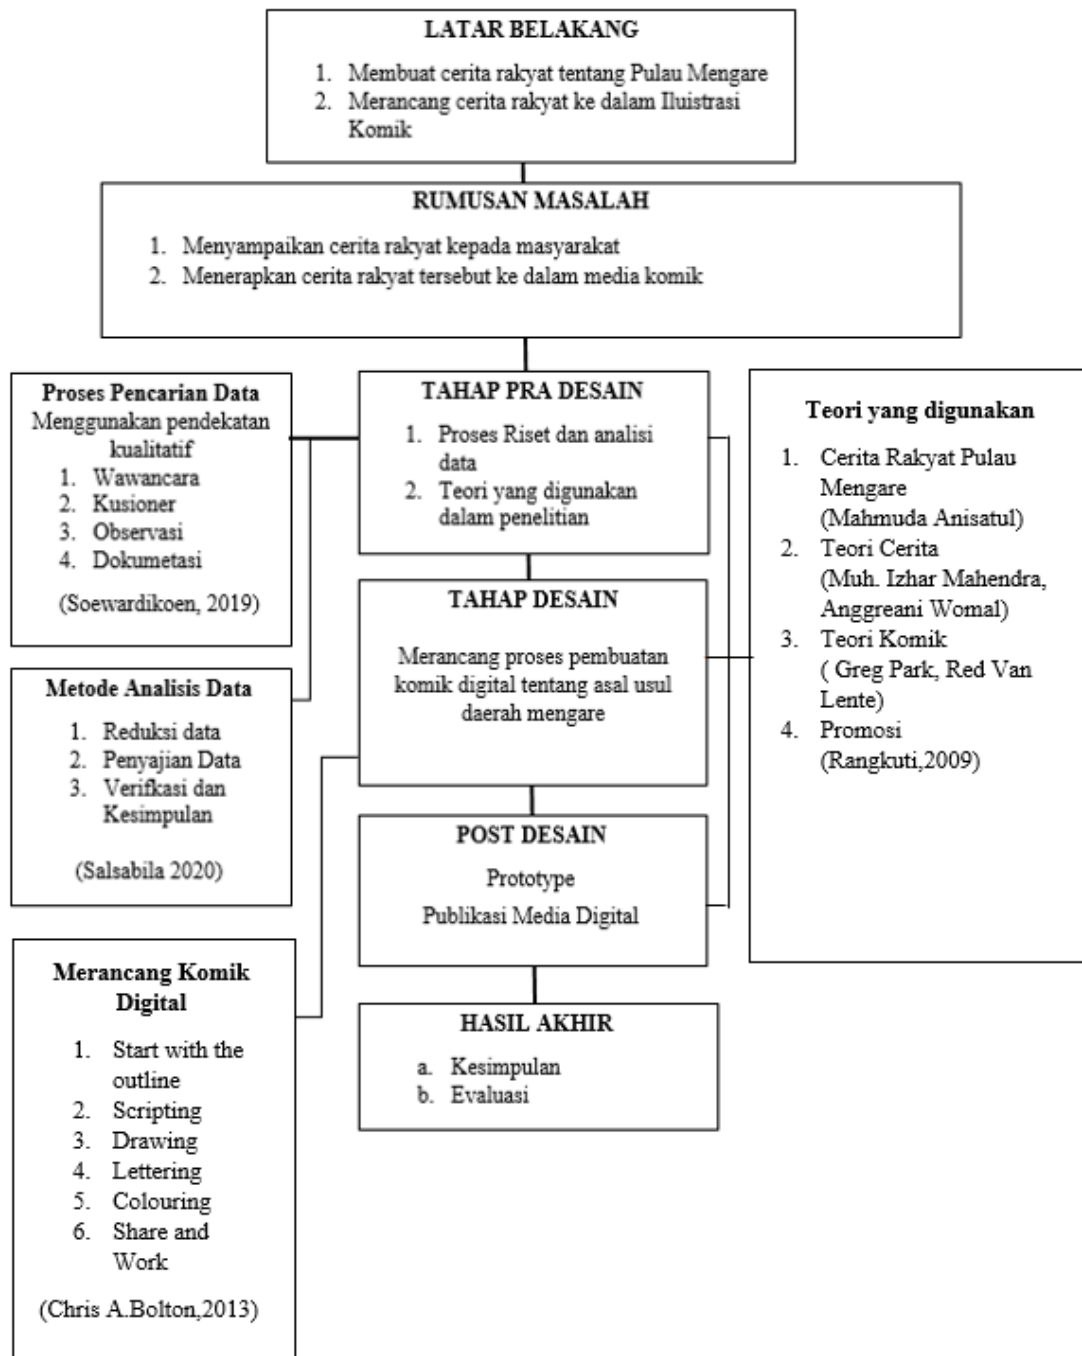 LATAR BELAKANG
1. Membuat cerita rakyat tentang Pulau Mengare
2. Merancang cerita rakyat ke dalam Iluistrasi
Komik
RUMUSAN MASALAH
1. Menyampaikan cerita rakyat kepada masyarakat
2. Menerapkan cerita rakyat tersebut ke dalam media komik
Proses Pencarian Data
Menggunakan pendekatan
kualitatif
1. Wawancara
2. Kusioner
3. Observasi
4. Dokumetasi
(Soewardikoen, 2019)
TAHAP PRA DESAIN
1. Proses Riset dan analisi
data
2. Teori yang digunakan
dalam penelitian
Teori yang digunakan
1. Cerita Rakyat Pulau
Mengare
(Mahmuda Anisatul)
2. Teori Cerita
(Muh. Izhar Mahendra,
Anggreani Womal)
3. Teori Komik
( Greg Park, Red Van
Lente)
4. Promosi
(Rangkuti,2009)
TAHAP DESAIN
Merancang proses pembuatan
komik digital tentang asal usul
daerah mengare
Metode Analisis Data
1. Reduksi data
2. Penyajian Data
3. Verifkasi dan
Kesimpulan
(Salsabila 2020)
POST DESAIN
Prototype
Publikasi Media Digital
Merancang Komik
Digital
1. Start with the
outline
2. Scripting
3. Drawing
4. Lettering
5. Colouring
6. Share and
Work
(Chris A.Bolton,2013)
HASIL AKHIR
a. Kesimpulan
b. Evaluasi